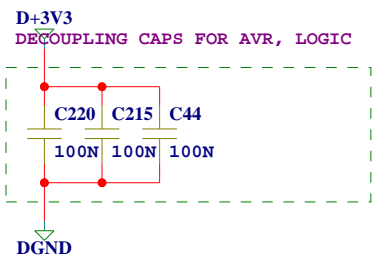 D+3V3
DECOUPLING CAPS FOR AVR, LOGIC
C220 C215 C44
100N 100N 100N
DGND